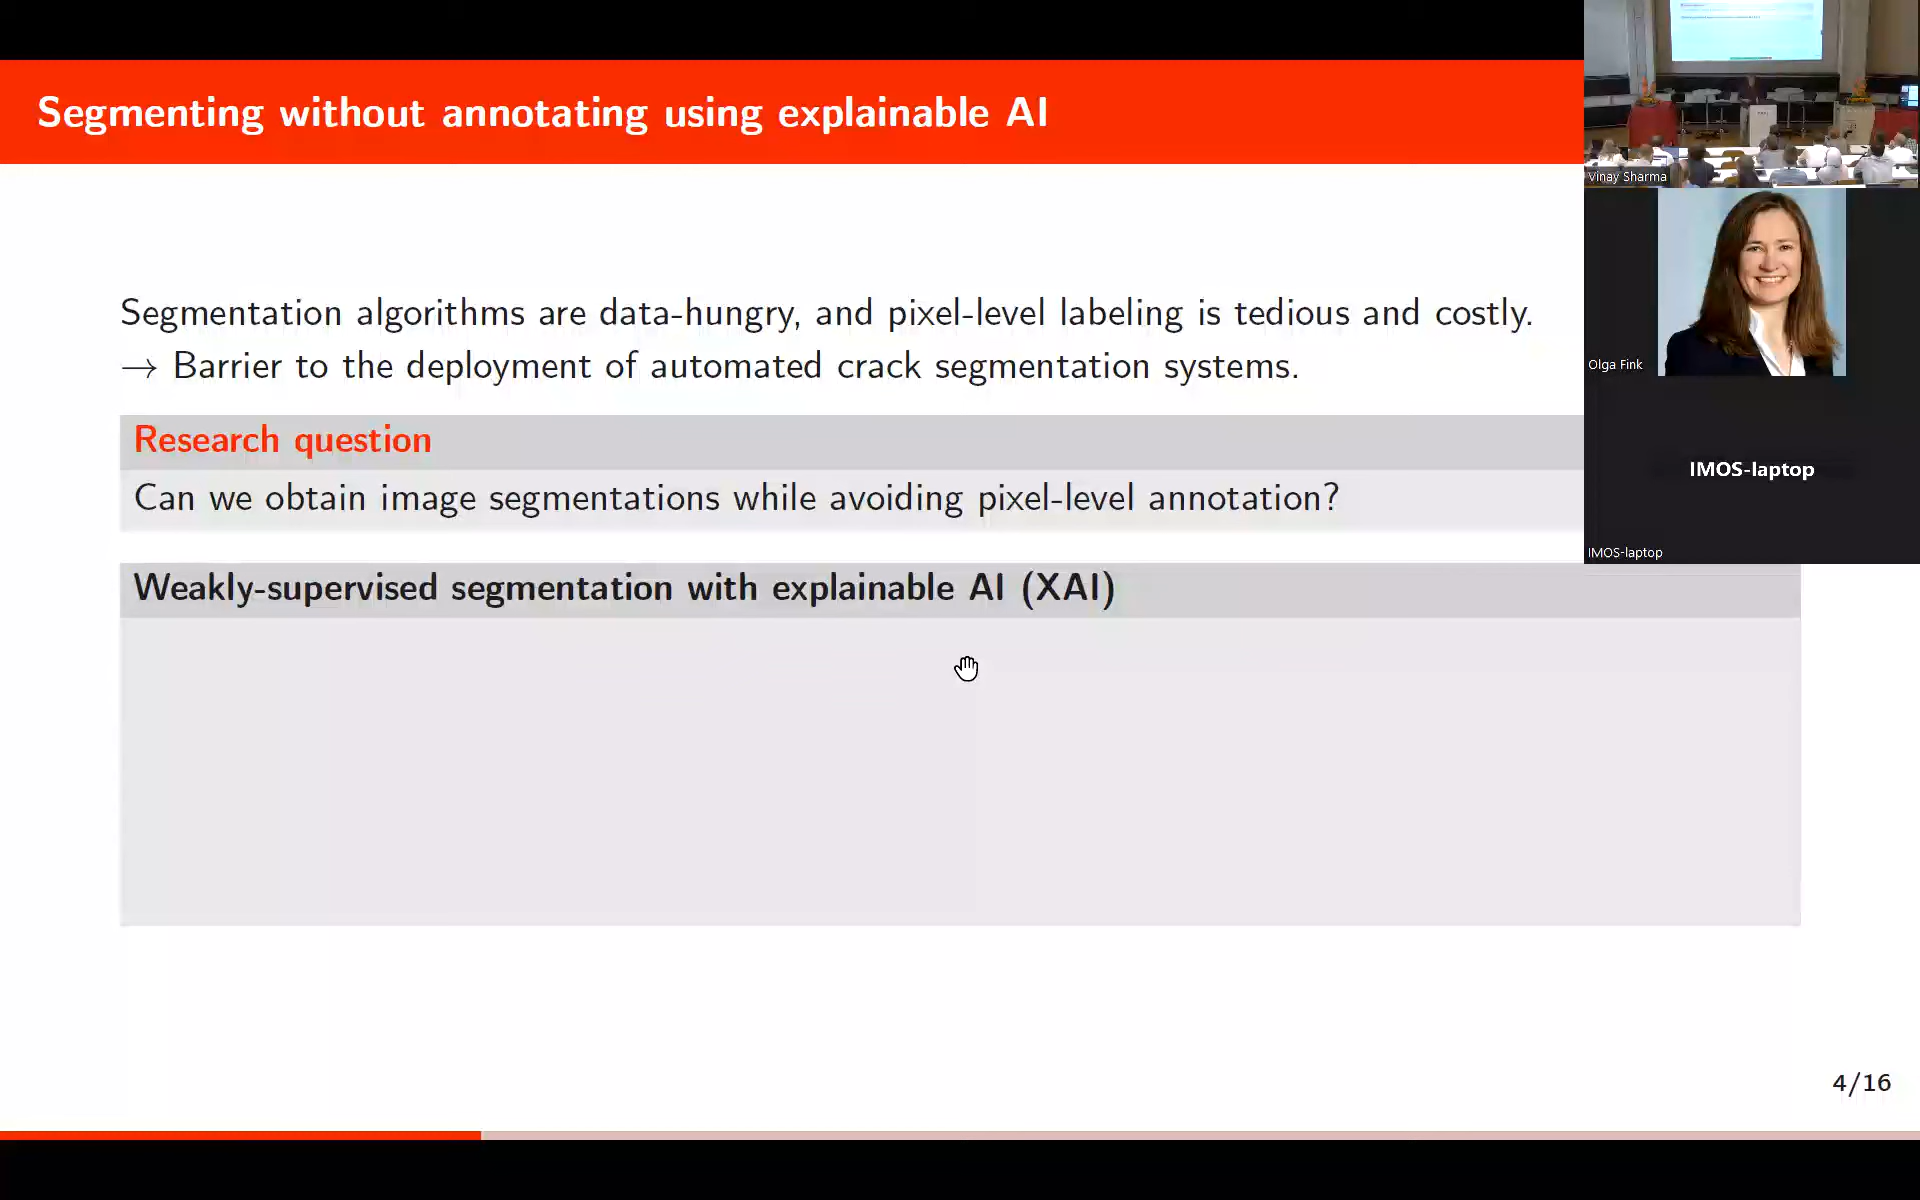 Segmenting without annotating using explainable AI
Segmentation algorithms are data-hungry, and pixel-level labeling is tedious and costly.
→ Barrier to the deployment of automated crack segmentation systems.
Research question
Can we obtain image segmentations while avoiding pixel-level annotation?
Weakly-supervised segmentation with explainable AI (XAI)
4/16
Vinay Sharma
Olga Fink
IMOS-laptop
IMOS-laptop